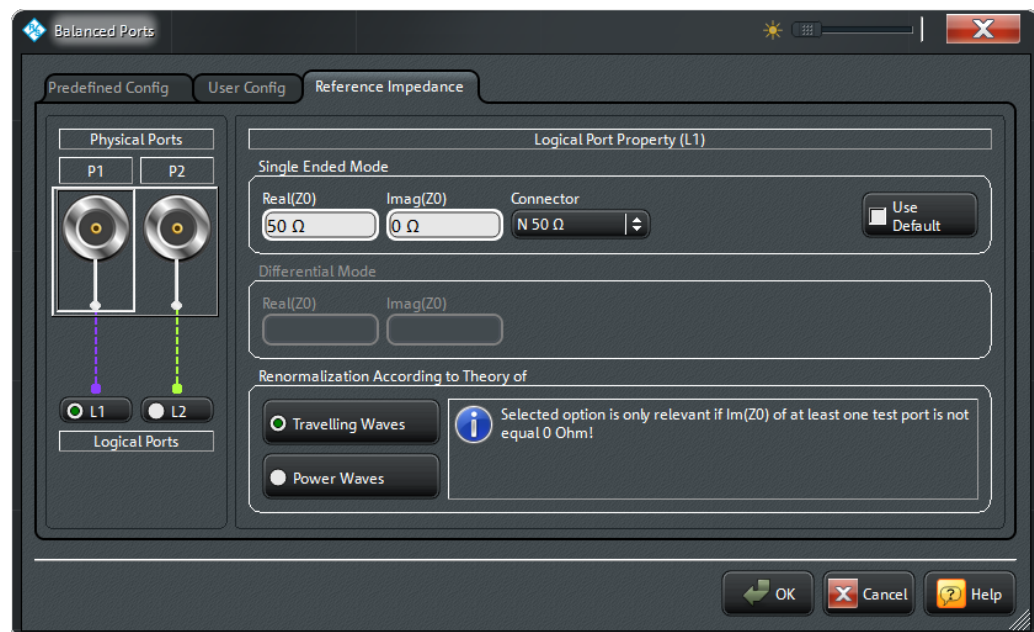 Balanced Ports
Predefined Config
User Config
Reference Impedance
Physical Ports
P1
P2
L1
L2
Logical Ports
Logical Port Property (L1)
Single Ended Mode
Real(Z0)
Imag(Z0)
Connector
50 Ω
0 Ω
N 50 Ω
Use
Default
Differential Mode
Real(Z0)
Imag(Z0)
Renormalization According to Theory of
Travelling Waves
Power Waves
Selected option is only relevant if Im(Z0) of at least one test port is not
equal 0 Ohm!
OK
Cancel
Help